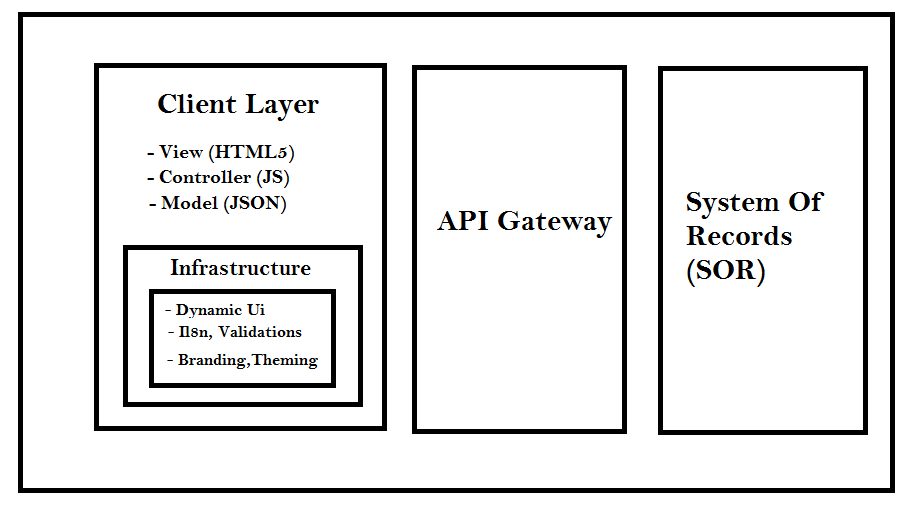 Client Layer
- View (HTML5)
- Controller (JS)
- Model (JSON)
Infrastructure
- Dynamic Ui
- Il8n, Validations
- Branding,Theming
API Gateway
System Of
Records
(SOR)